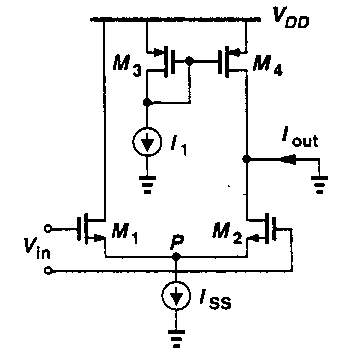 V_DD
M_3
M_4
I_1
I_out
V_in
M_1
P
M_2
I_SS